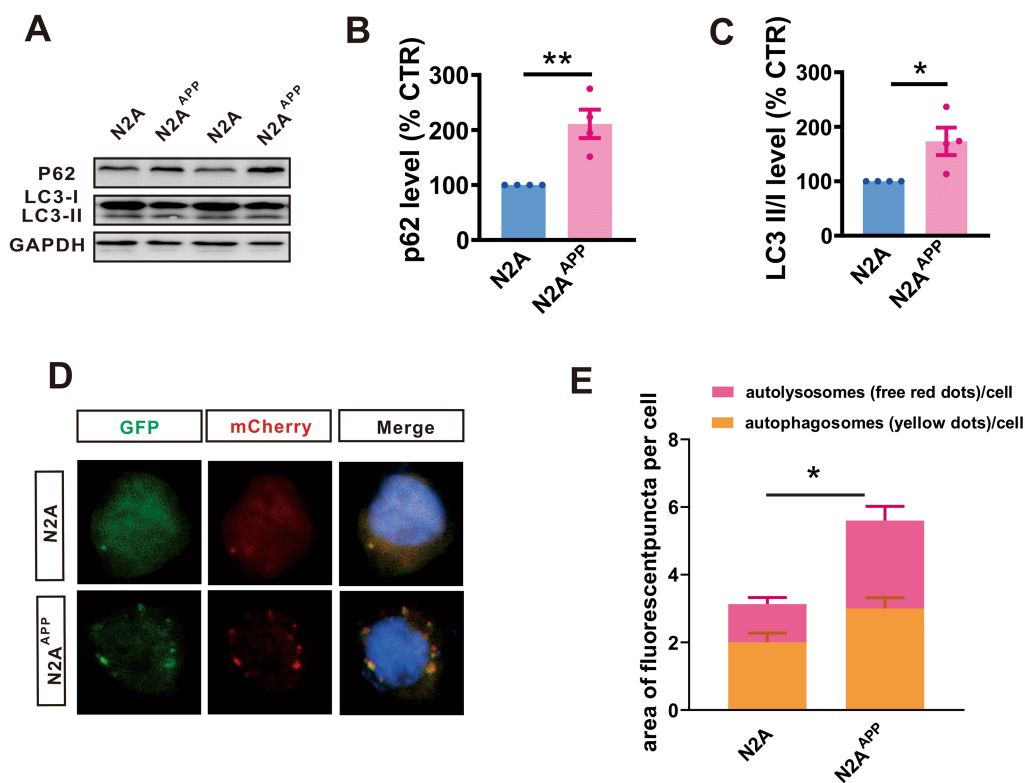 A
N2A
N2A^APP
N2A
N2A^APP
P62
LC3-I
LC3-II
GAPDH
B
p62 level (% CTR)
300
200
100
0
**
N2A
N2A^APP
C
LC3 II/I level (% CTR)
300
200
100
0
*
N2A
N2A^APP
D
GFP
mCherry
Merge
N2A
N2A^APP
E
autolysosomes (free red dots)/cell
autophagosomes (yellow dots)/cell
area of fluorescentpuncta per cell
8
6
4
2
0
*
N2A
N2A^APP